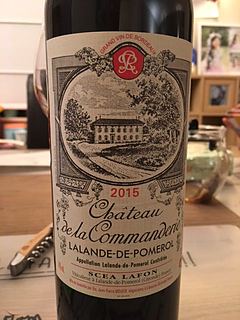 GRAND VIN DE BORDEAUX
2015
Château
de la Commanderie
LALANDE-DE-POMEROL
Appellation Lalande-de-Pomerol Contrôlée
SCEA LAFON